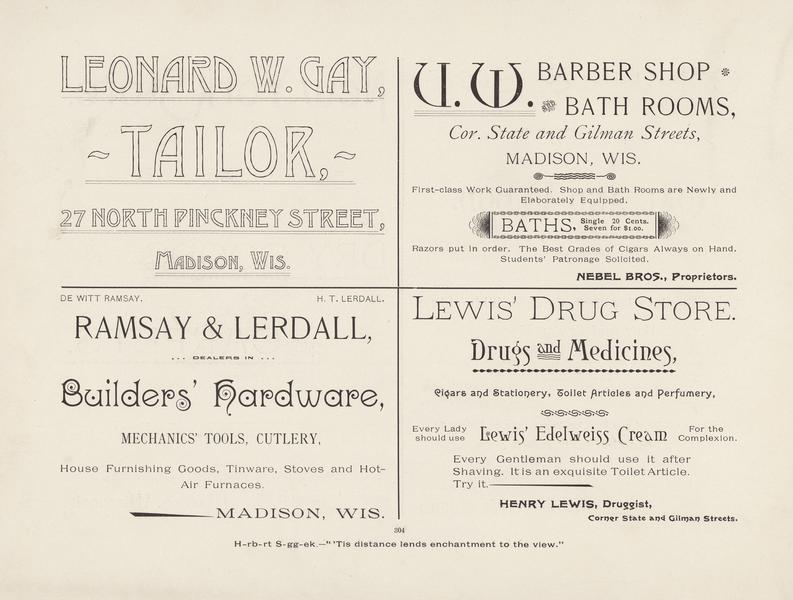 LEONARD W. GAY,
~TAILOR,~
27 NORTH PINCKNEY STREET,
MADISON, WIS.
U. W. BARBER SHOP
BATH ROOMS,
Cor. State and Gilman Streets,
MADISON, WIS.
First-class Work Guaranteed. Shop and Bath Rooms are Newly and
Elaborately Equipped.
BATHS, Single 20 Cents.
Seven for $1.00.
Razors put in order. The Best Grades of Cigars Always on Hand.
Students' Patronage Solicited.
NEBEL BROS., Proprietors.
DE WITT RAMSAY. H. T. LERDALL.
RAMSAY & LERDALL,
... DEALERS IN ...
Builders' Hardware,
MECHANICS' TOOLS, CUTLERY,
House Furnishing Goods, Tinware, Stoves and Hot-
Air Furnaces.
MADISON, WIS.
LEWIS' DRUG STORE.
Drugs and Medicines,
Cigars and Stationery, Toilet Articles and Perfumery,
Every Lady
should use
Lewis' Edelweiss Cream
For the
Complexion.
Every Gentleman should use it after
Shaving. It is an exquisite Toilet Article.
Try it.
HENRY LEWIS, Druggist,
Corner State and Gilman Streets.
304
H-rb-rt S-gg-ek.—"'Tis distance lends enchantment to the view."